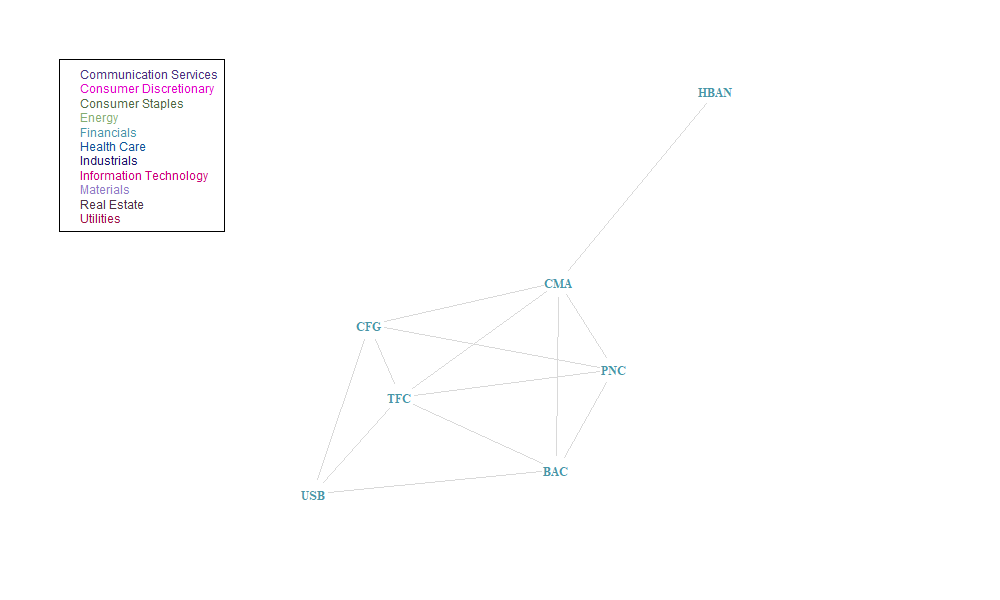 Communication Services
Consumer Discretionary
Consumer Staples
Energy
Financials
Health Care
Industrials
Information Technology
Materials
Real Estate
Utilities
HBAN
CMA
CFG
PNC
TFC
BAC
USB